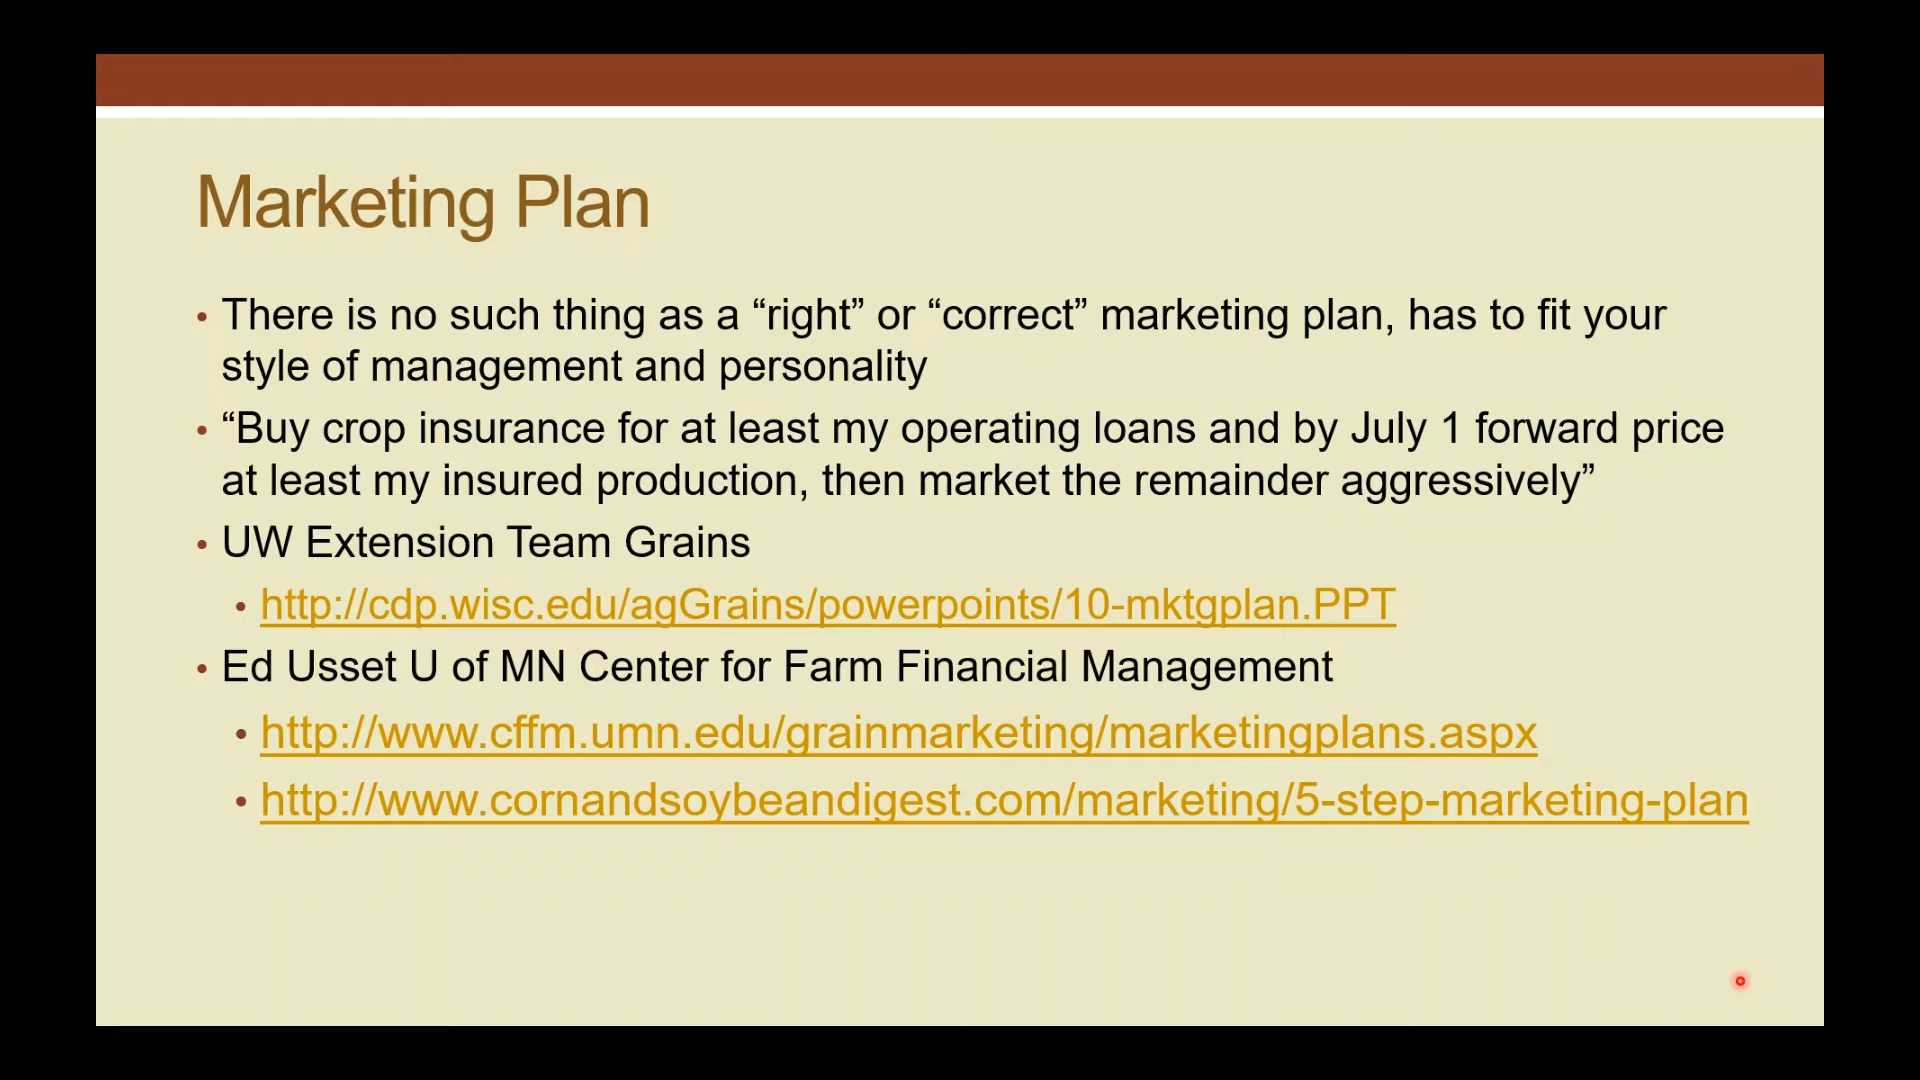 Marketing Plan
• There is no such thing as a “right” or “correct” marketing plan, has to fit your
style of management and personality
• “Buy crop insurance for at least my operating loans and by July 1 forward price
at least my insured production, then market the remainder aggressively”
• UW Extension Team Grains
• http://cdp.wisc.edu/agGrains/powerpoints/10-mktgplan.PPT
• Ed Usset U of MN Center for Farm Financial Management
• http://www.cffm.umn.edu/grainmarketing/marketingplans.aspx
• http://www.cornandsoybeandigest.com/marketing/5-step-marketing-plan